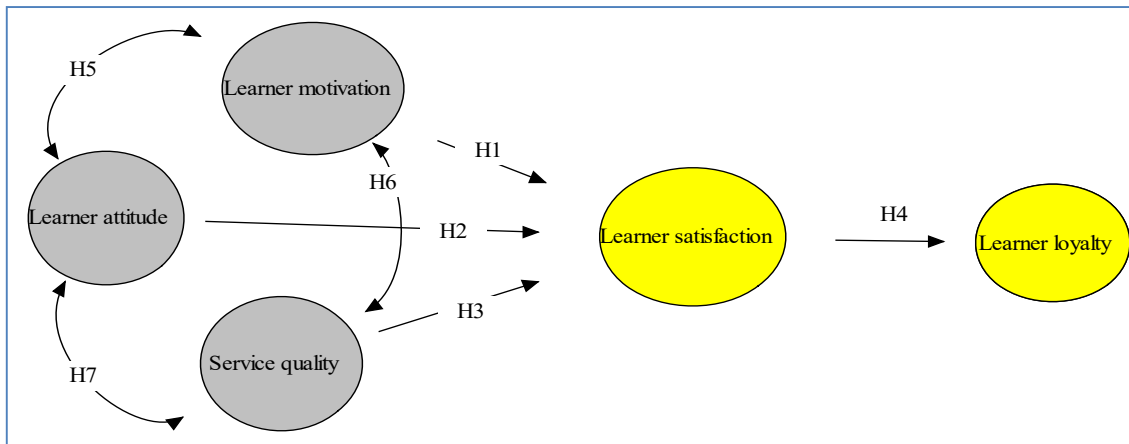 H5
Learner motivation
H1
H6
Learner attitude
H2
Learner satisfaction
H4
Learner loyalty
H3
Service quality
H7